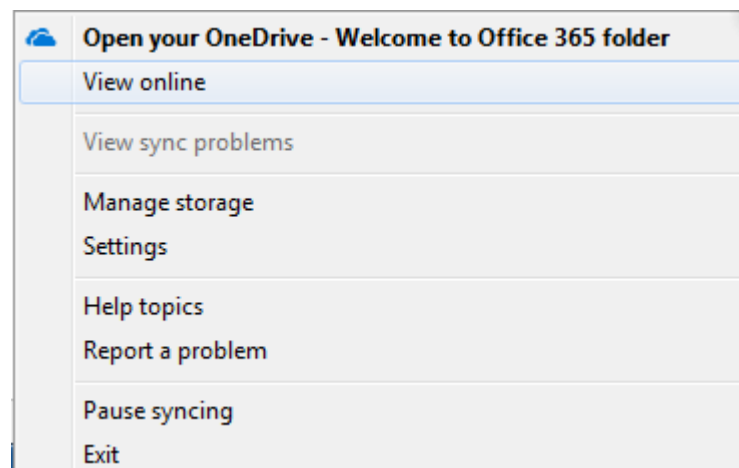 Open your OneDrive - Welcome to Office 365 folder
View online
View sync problems
Manage storage
Settings
Help topics
Report a problem
Pause syncing
Exit